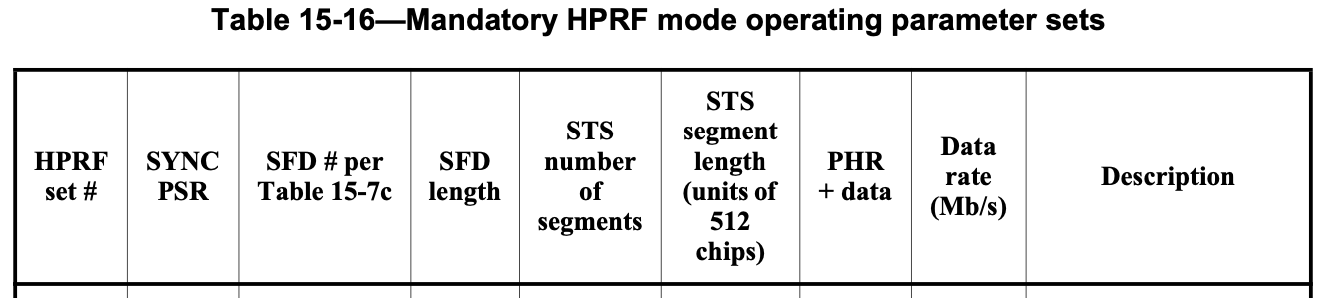 Table 15-16—Mandatory HPRF mode operating parameter sets
HPRF
set #
SYNC
PSR
SFD # per
Table 15-7c
SFD
length
STS
number
of
segments
STS
segment
length
(units of
512
chips)
PHR
+ data
Data
rate
(Mb/s)
Description